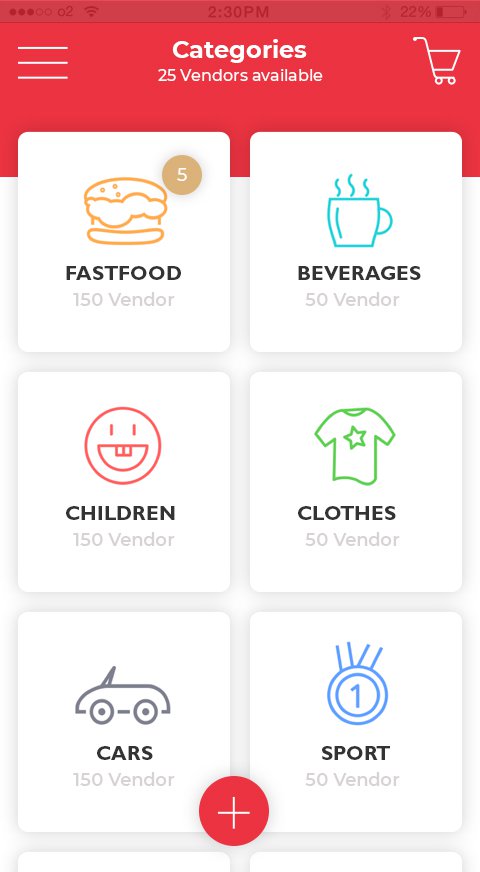 o2 2:30PM 22%
Categories
25 Vendors available
5
FASTFOOD
150 Vendor
BEVERAGES
50 Vendor
CHILDREN
150 Vendor
CLOTHES
50 Vendor
1
CARS
150 Vendor
SPORT
50 Vendor